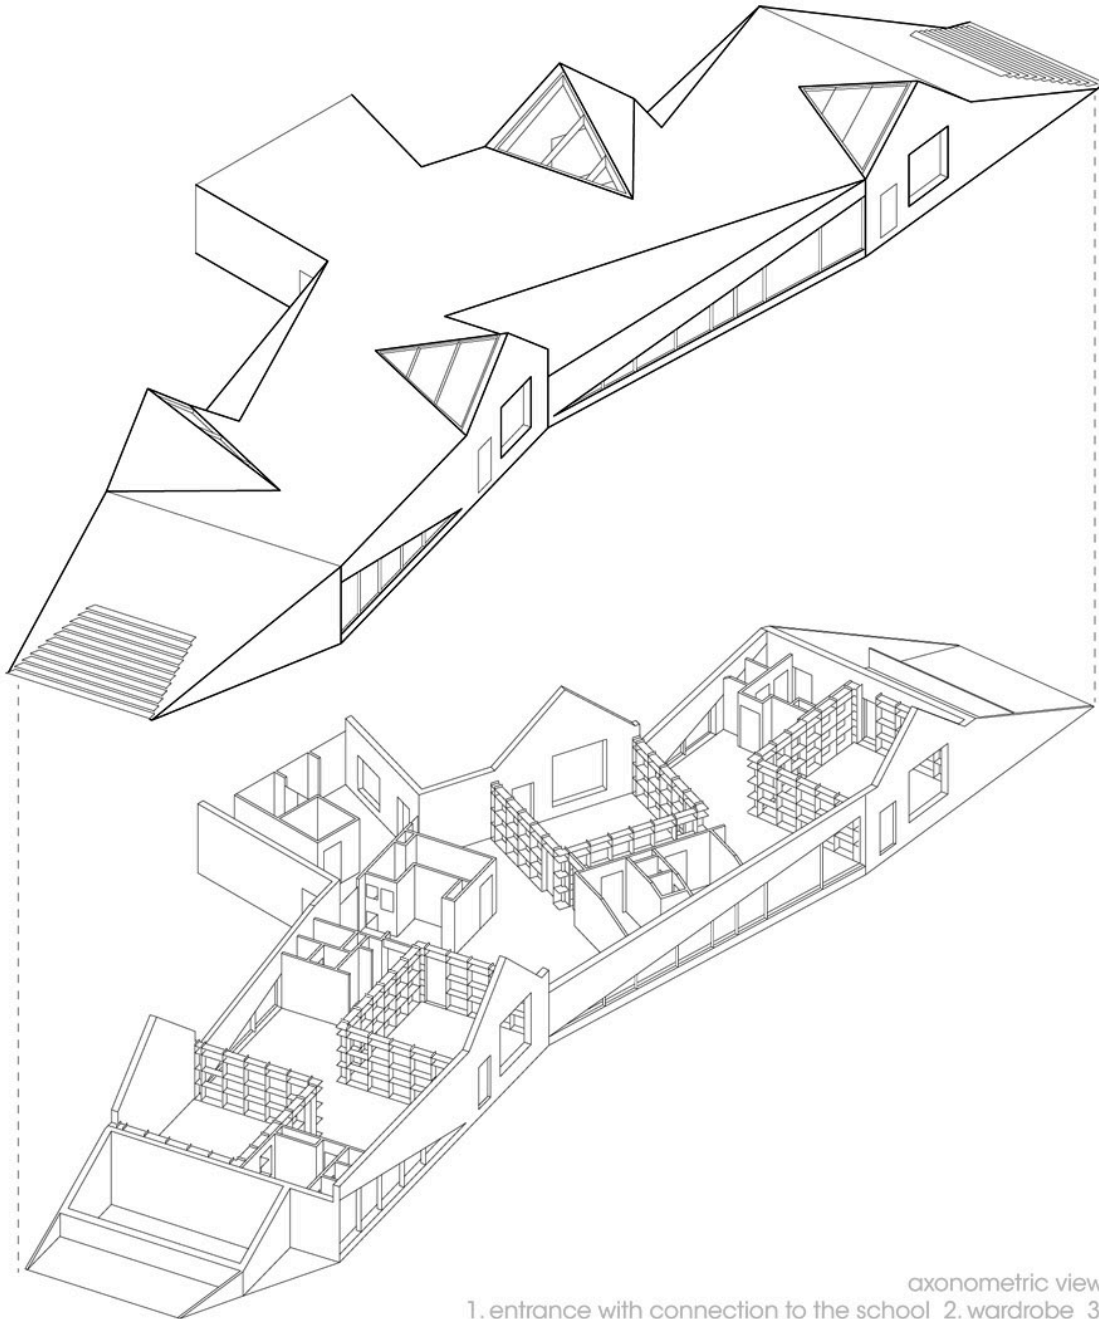 axonometric view
1. entrance with connection to the school 2. wardrobe 3.